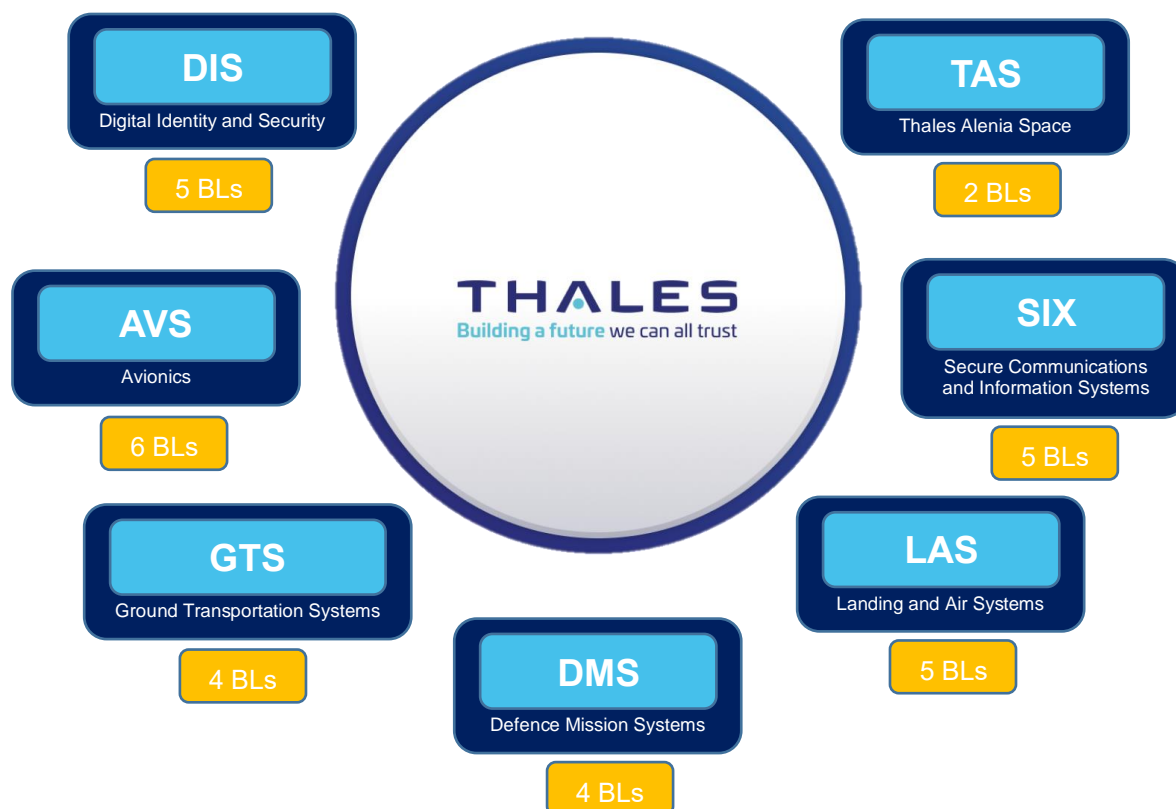 DIS
Digital Identity and Security
5 BLs
TAS
Thales Alenia Space
2 BLs
THALES
Building a future we can all trust
AVS
Avionics
6 BLs
SIX
Secure Communications
and Information Systems
5 BLs
GTS
Ground Transportation Systems
4 BLs
LAS
Landing and Air Systems
5 BLs
DMS
Defence Mission Systems
4 BLs